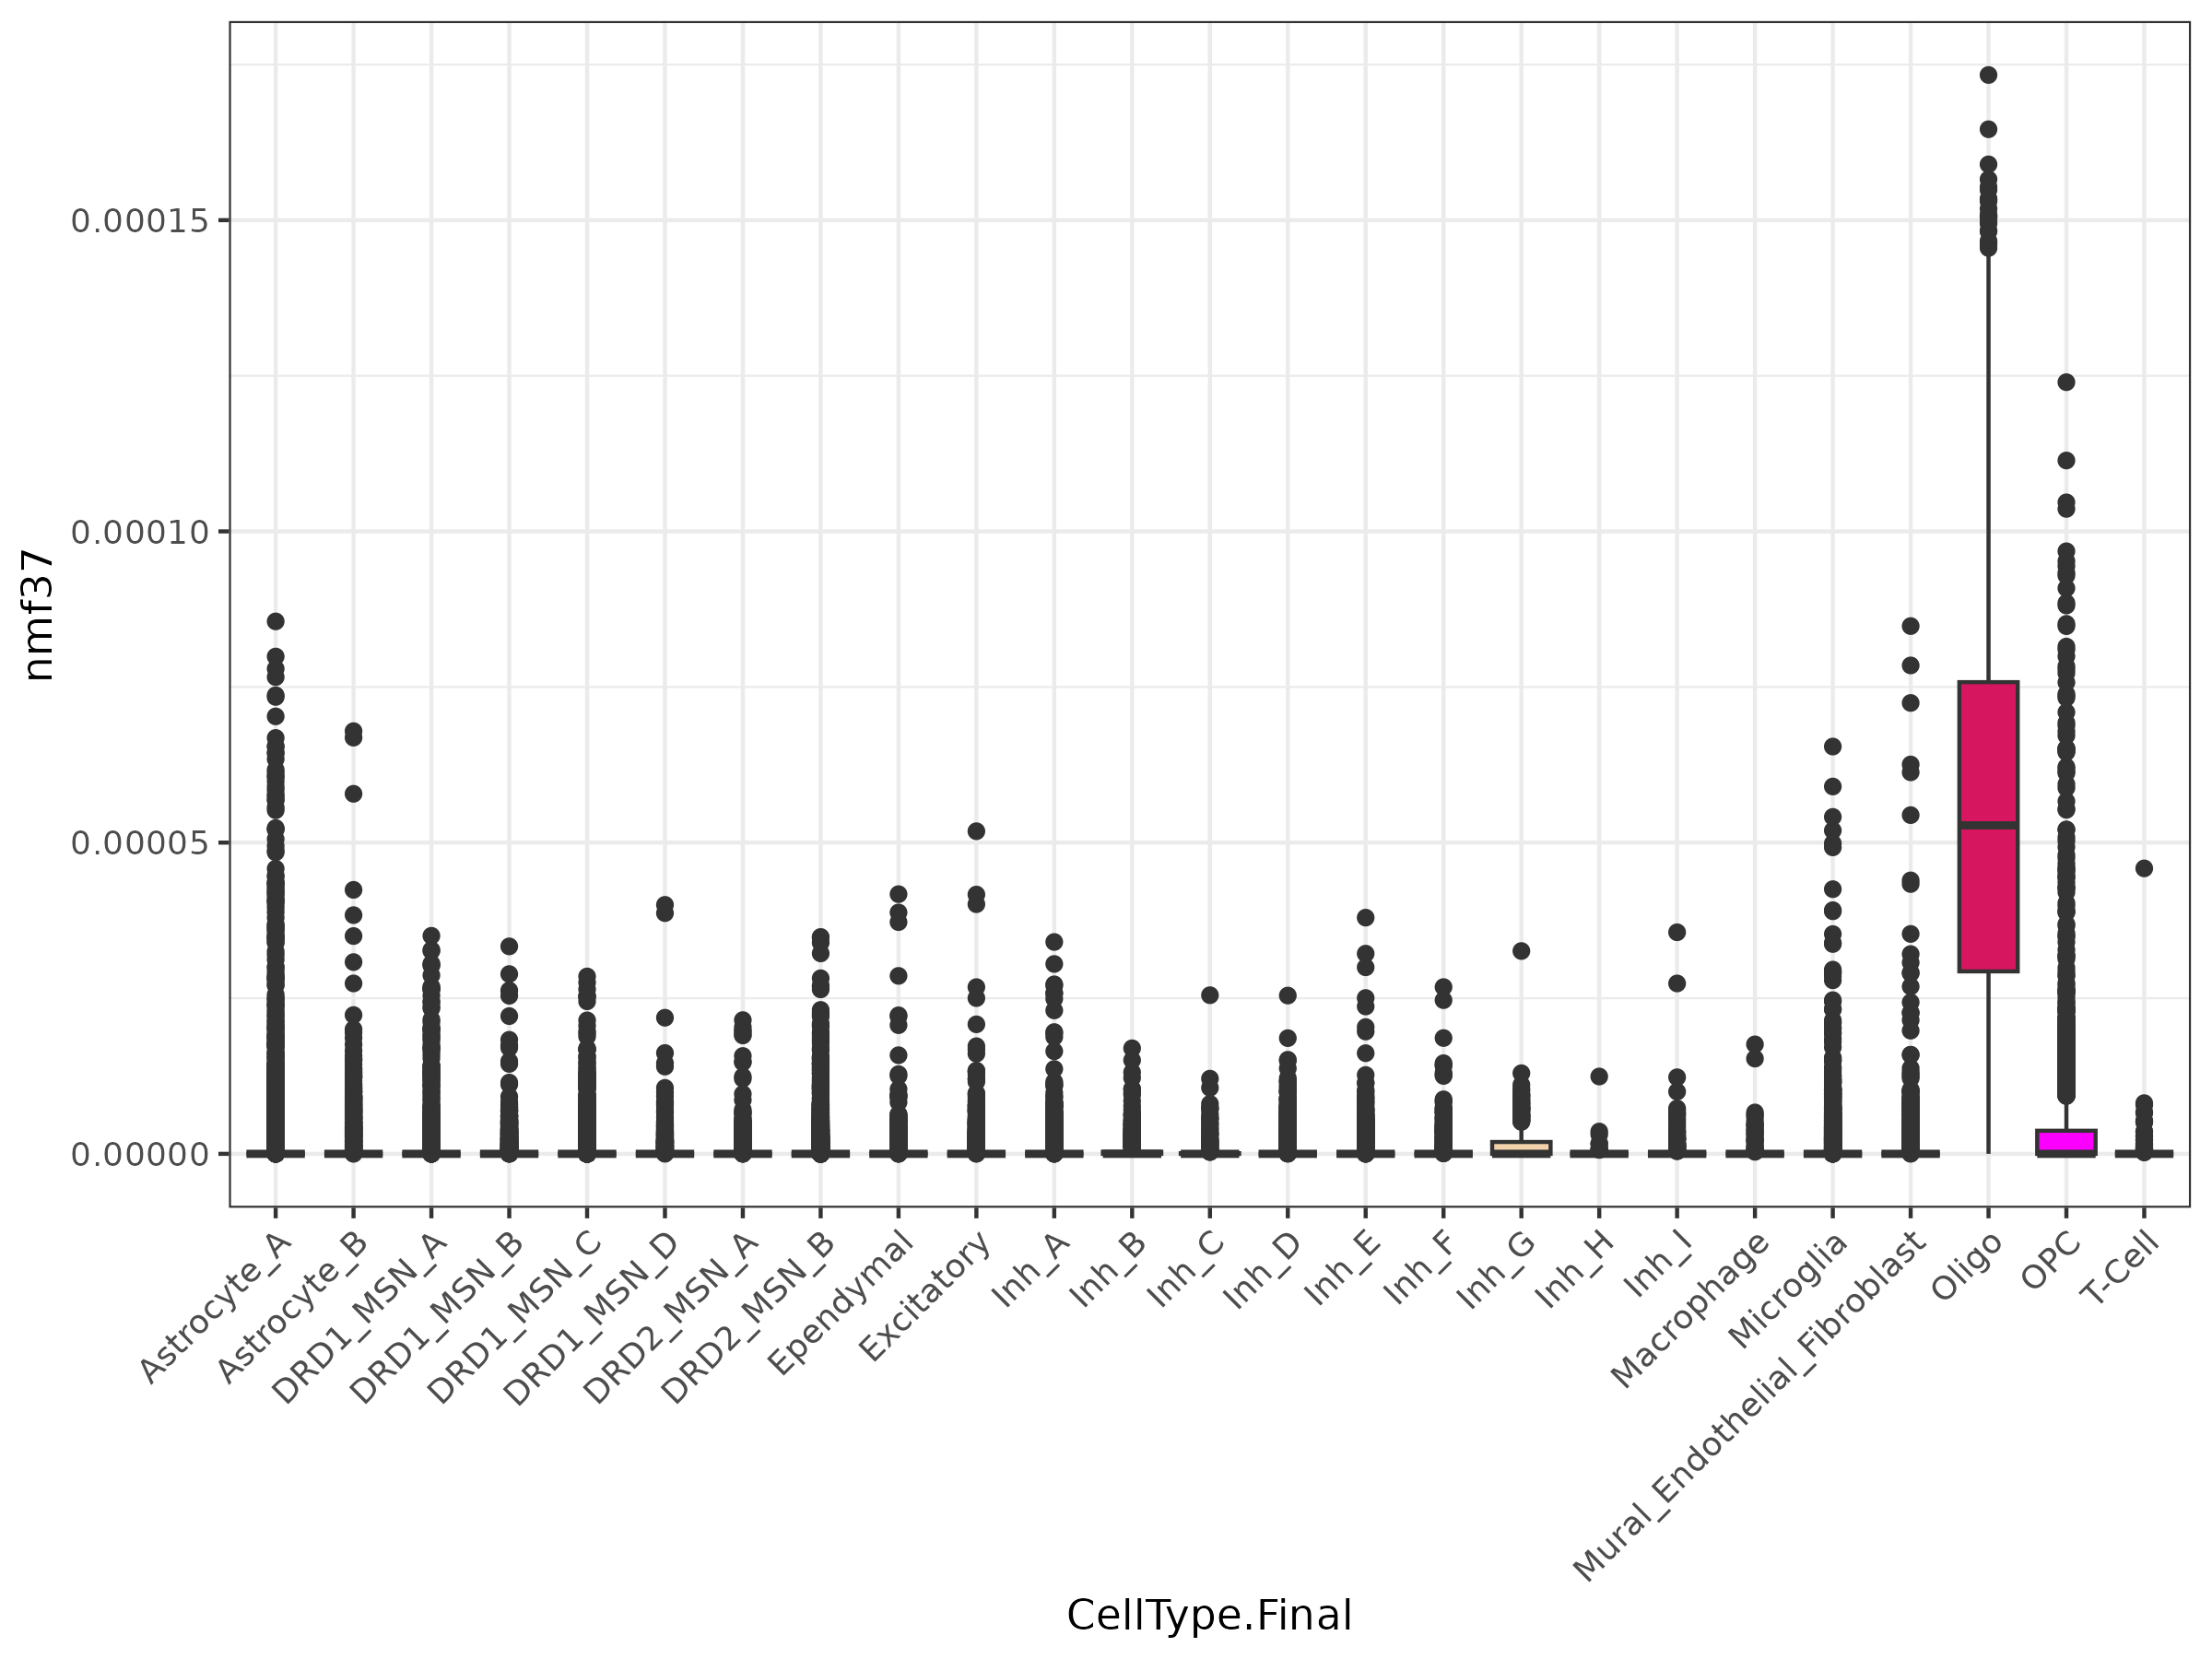 nmf37
0.00015
0.00010
0.00005
0.00000
Astrocyte_A
Astrocyte_B
DRD1_MSN_A
DRD1_MSN_B
DRD1_MSN_C
DRD1_MSN_D
DRD2_MSN_A
DRD2_MSN_B
Ependymal
Excitatory
Inh_A
Inh_B
Inh_C
Inh_D
Inh_E
Inh_F
Inh_G
Inh_H
Inh_I
Macrophage
Microglia
Mural_Endothelial_Fibroblast
Oligo
OPC
T-Cell
CellType.Final